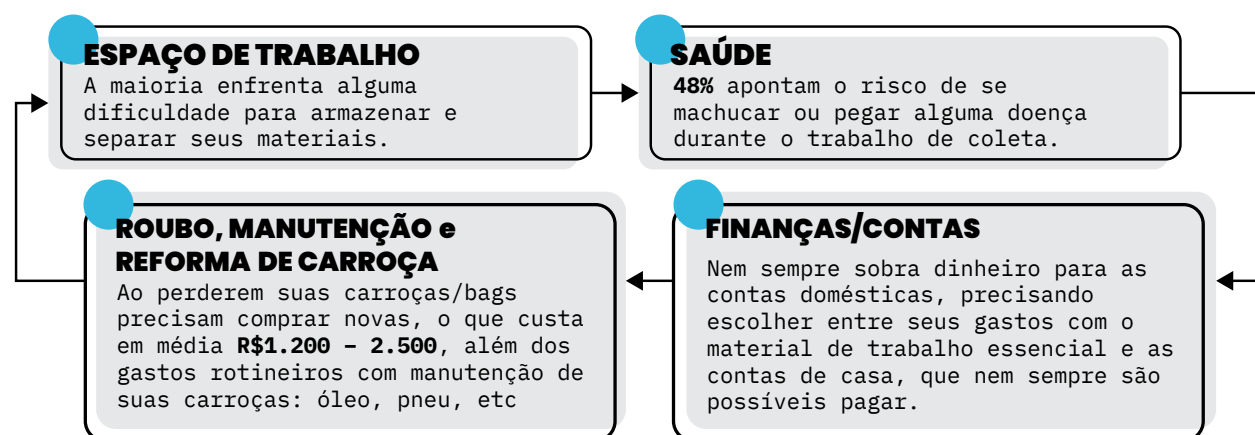 ESPAÇO DE TRABALHO
A maioria enfrenta alguma
dificuldade para armazenar e
separar seus materiais.
SAÚDE
48% apontam o risco de se
machucar ou pegar alguma doença
durante o trabalho de coleta.
ROUBO, MANUTENÇÃO e
REFORMA DE CARROÇA
Ao perderem suas carroças/bags
precisam comprar novas, o que custa
em média R$1.200 – 2.500, além dos
gastos rotineiros com manutenção de
suas carroças: óleo, pneu, etc
FINANÇAS/CONTAS
Nem sempre sobra dinheiro para as
contas domésticas, precisando
escolher entre seus gastos com o
material de trabalho essencial e as
contas de casa, que nem sempre são
possíveis pagar.